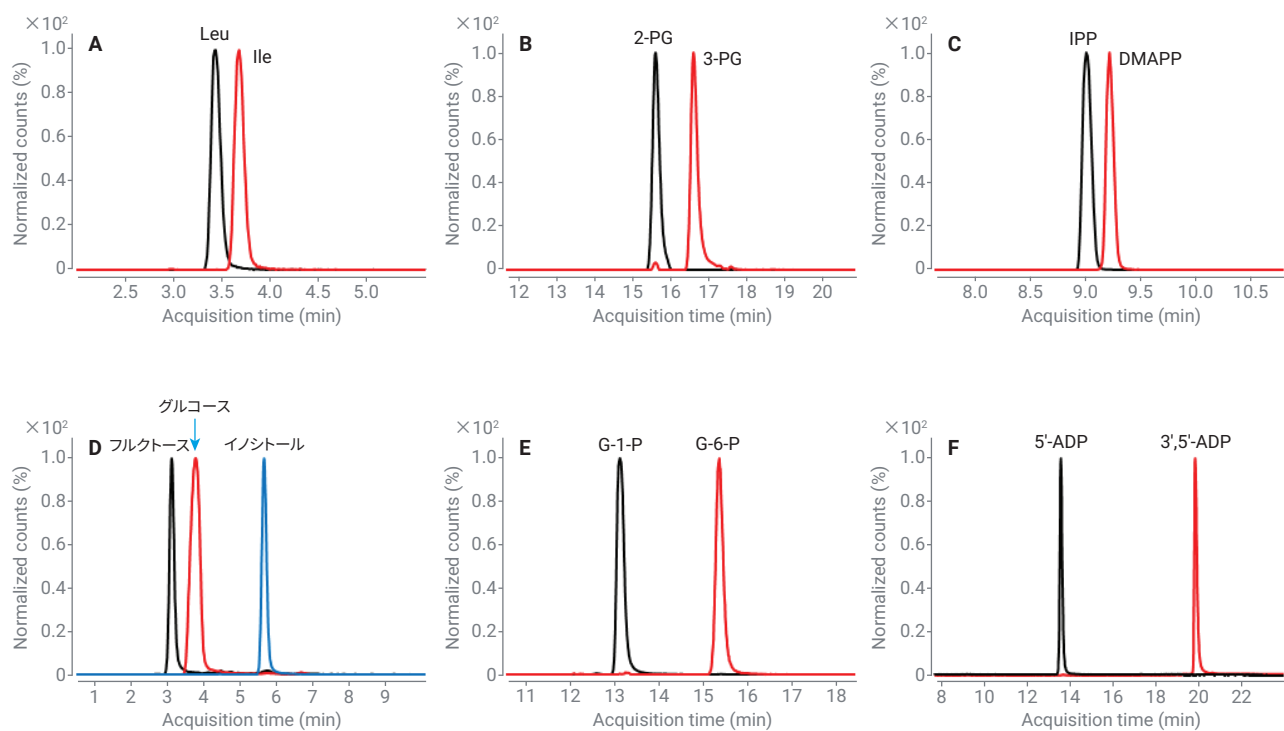 ×10²
A
Leu
Ile
Normalized counts (%)
1.0
0.8
0.6
0.4
0.2
0
2.5 3.0 3.5 4.0 4.5 5.0
Acquisition time (min)
×10²
B
2-PG
3-PG
Normalized counts (%)
1.0
0.8
0.6
0.4
0.2
0
12 13 14 15 16 17 18 19 20
Acquisition time (min)
×10²
C
IPP
DMAPP
Normalized counts (%)
1.0
0.8
0.6
0.4
0.2
0
8.0 8.5 9.0 9.5 10.0 10.5
Acquisition time (min)
×10²
D
グルコース
フルクトース
イノシトール
Normalized counts (%)
1.0
0.8
0.6
0.4
0.2
0
1 2 3 4 5 6 7 8 9
Acquisition time (min)
×10²
E
G-1-P
G-6-P
Normalized counts (%)
1.0
0.8
0.6
0.4
0.2
0
11 12 13 14 15 16 17 18
Acquisition time (min)
×10²
F
5'-ADP
3',5'-ADP
Normalized counts (%)
1.0
0.8
0.6
0.4
0.2
0
8 10 12 14 16 18 20 22
Acquisition time (min)